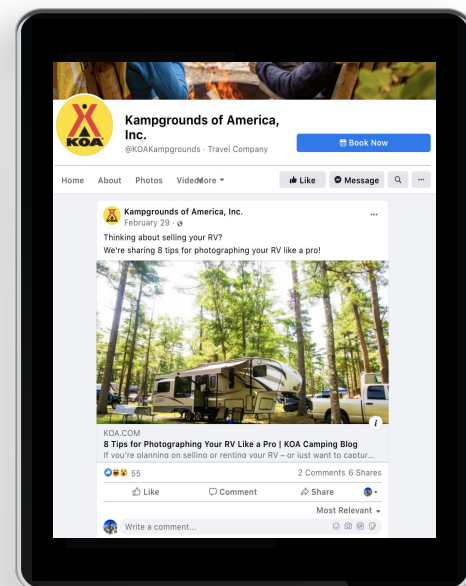 KOA
Kampgrounds of America,
Inc.
@KOAKampgrounds · Travel Company
Book Now
Home About Photos Videos More
Like Message
Kampgrounds of America, Inc.
February 29 ·
Thinking about selling your RV?
We're sharing 8 tips for photographing your RV like a pro!
KOA.COM
8 Tips for Photographing Your RV Like a Pro | KOA Camping Blog
If you're planning on selling or renting your RV – or just want to captur...
55 2 Comments 6 Shares
Like Comment Share
Most Relevant
Write a comment...